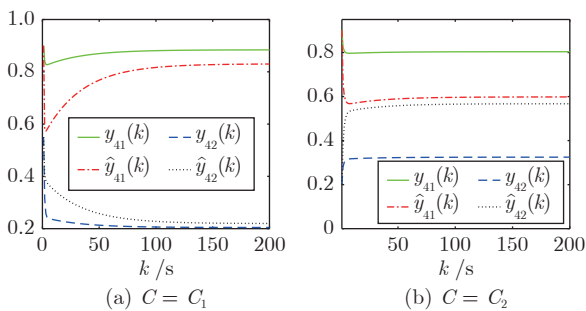 1.0
0.8
0.6
0.4
0.2
y₄₁(k) y₄₂(k)
ŷ₄₁(k) ŷ₄₂(k)
0 50 100 150 200
k /s
(a) C = C₁
0.8
0.6
0.4
0.2
0
y₄₁(k) y₄₂(k)
ŷ₄₁(k) ŷ₄₂(k)
50 100 150 200
k /s
(b) C = C₂